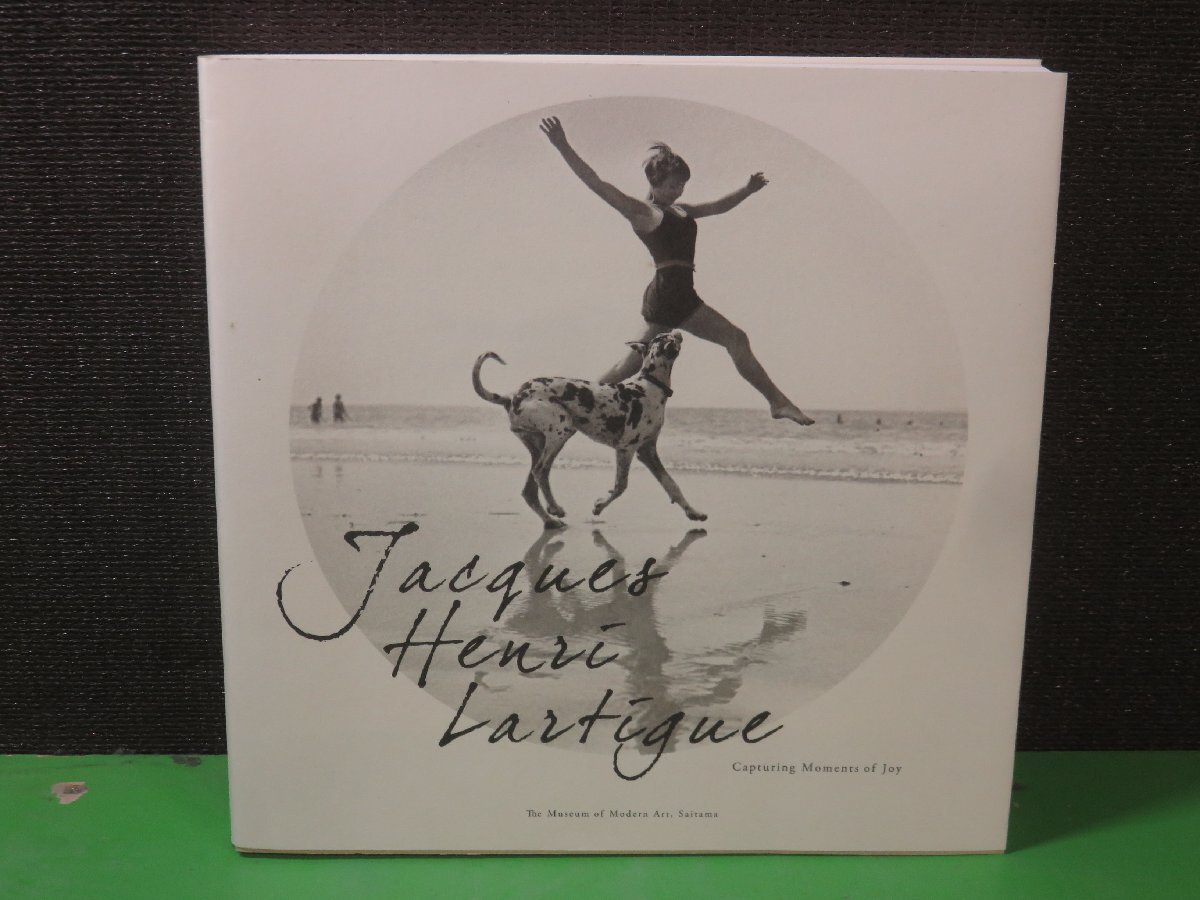 Jacques
Henri
Lartigue
Capturing Moments of Joy
The Museum of Modern Art, Saitama